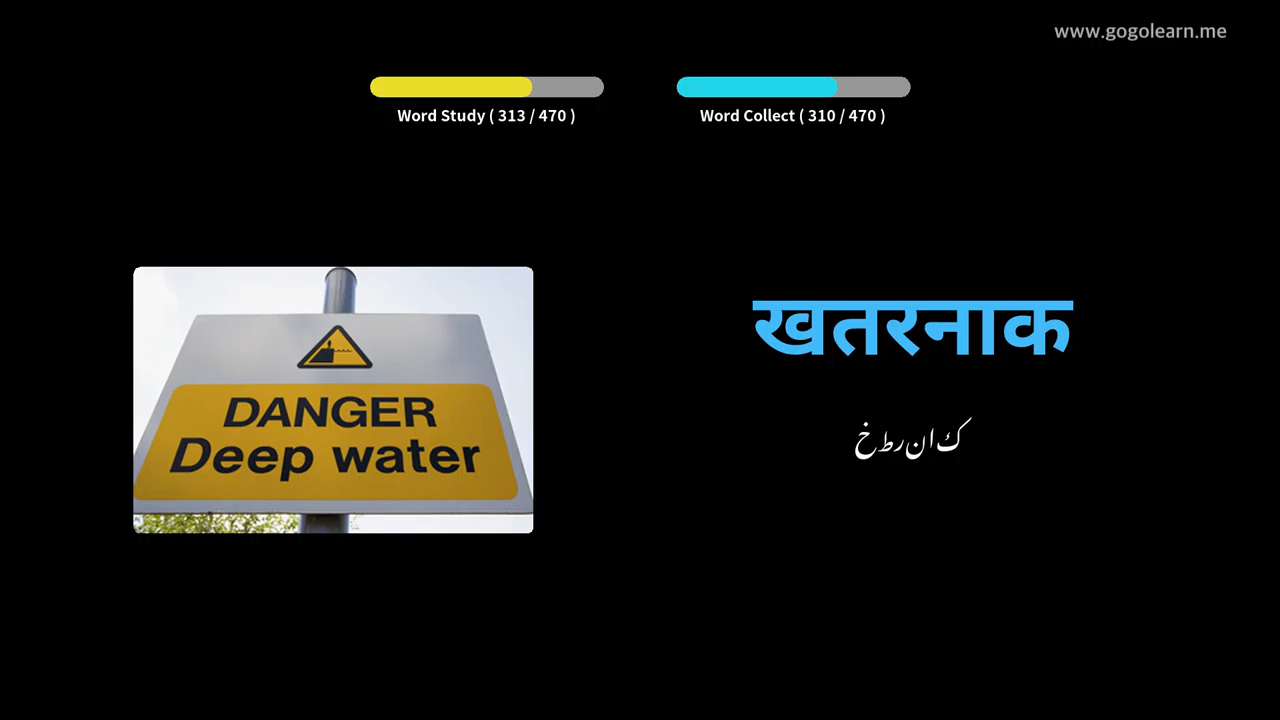 www.gogolearn.me
Word Study ( 313 / 470 )
Word Collect ( 310 / 470 )
DANGER
Deep water
खतरनाक
خطرناک